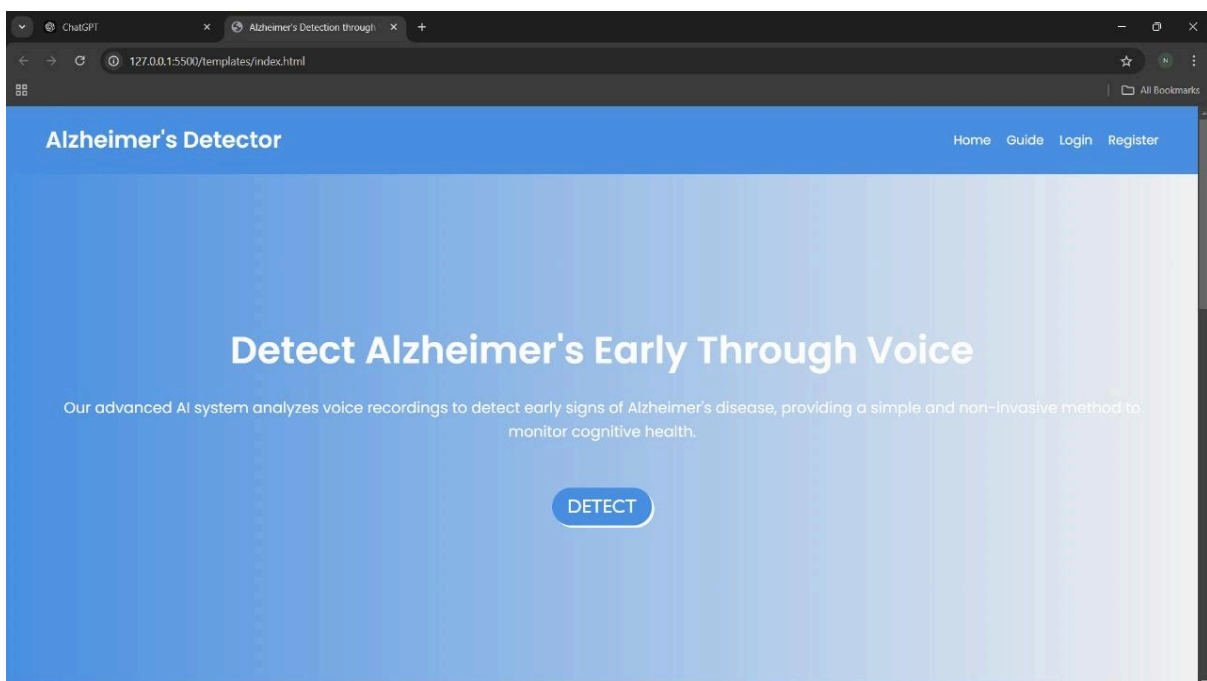 ChatGPT
Alzheimer's Detection through
127.0.0.1:5500/templates/index.html
N
All Bookmarks
Alzheimer's Detector
Home Guide Login Register
Detect Alzheimer's Early Through Voice
Our advanced AI system analyzes voice recordings to detect early signs of Alzheimer's disease, providing a simple and non-invasive method to
monitor cognitive health.
DETECT